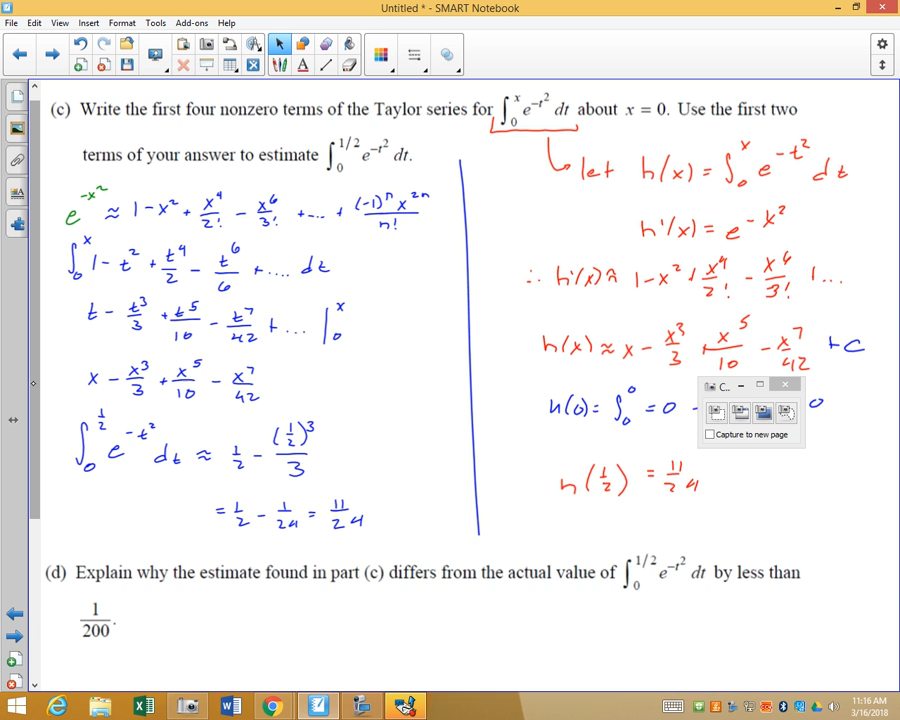 Untitled * - SMART Notebook
File Edit View Insert Format Tools Add-ons Help
(c) Write the first four nonzero terms of the Taylor series for ∫₀ˣ e^(−t²) dt about x = 0. Use the first two
terms of your answer to estimate ∫₀^(1/2) e^(−t²) dt.
e^(−x²) ≈ 1 − x² + x⁴/2! − x⁶/3! + .... + (−1)ⁿ x²ⁿ/n!
∫₀ˣ 1 − t² + t⁴/2 − t⁶/6 + .... dt
t − t³/3 + t⁵/10 − t⁷/42 + ... |₀ˣ
x − x³/3 + x⁵/10 − x⁷/42
∫₀^(1/2) e^(−t²) dt ≈ 1/2 − (1/2)³/3
= 1/2 − 1/24 = 11/24
let h(x) = ∫₀ˣ e^(−t²) dt
h'(x) = e^(−x²)
∴ h'(x) ≈ 1 − x² + x⁴/2! − x⁶/3! ...
h(x) ≈ x − x³/3 + x⁵/10 − x⁷/42 + C
h(0) = ∫₀⁰ = 0
0
h(1/2) = 11/24
C...
Capture to new page
(d) Explain why the estimate found in part (c) differs from the actual value of ∫₀^(1/2) e^(−t²) dt by less than
1/200.
11:16 AM
3/16/2018